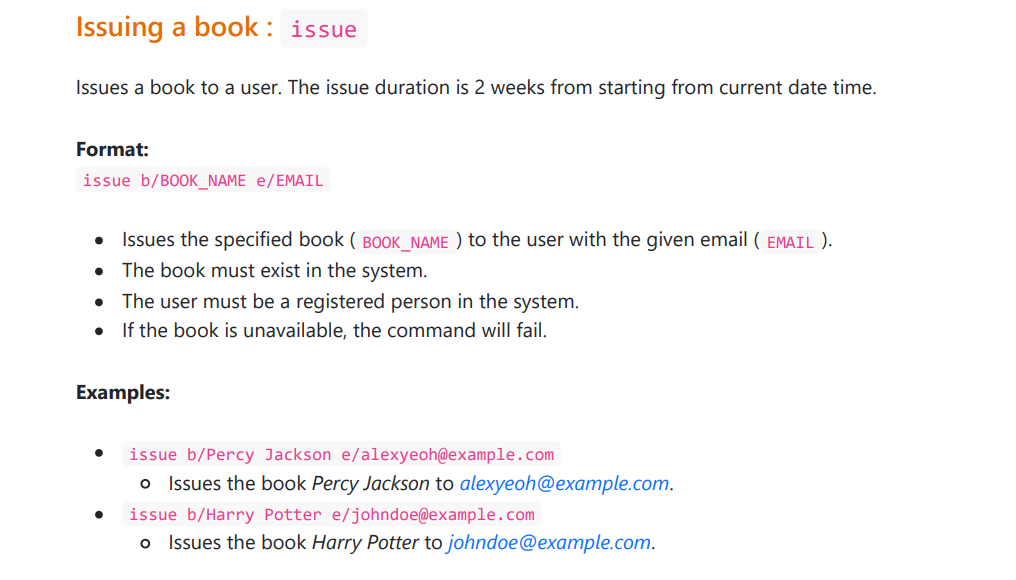 Issuing a book : issue
Issues a book to a user. The issue duration is 2 weeks from starting from current date time.
Format:
issue b/BOOK_NAME e/EMAIL
Issues the specified book ( BOOK_NAME ) to the user with the given email ( EMAIL ).
The book must exist in the system.
The user must be a registered person in the system.
If the book is unavailable, the command will fail.
Examples:
issue b/Percy Jackson e/alexyeoh@example.com
Issues the book Percy Jackson to alexyeoh@example.com.
issue b/Harry Potter e/johndoe@example.com
Issues the book Harry Potter to johndoe@example.com.